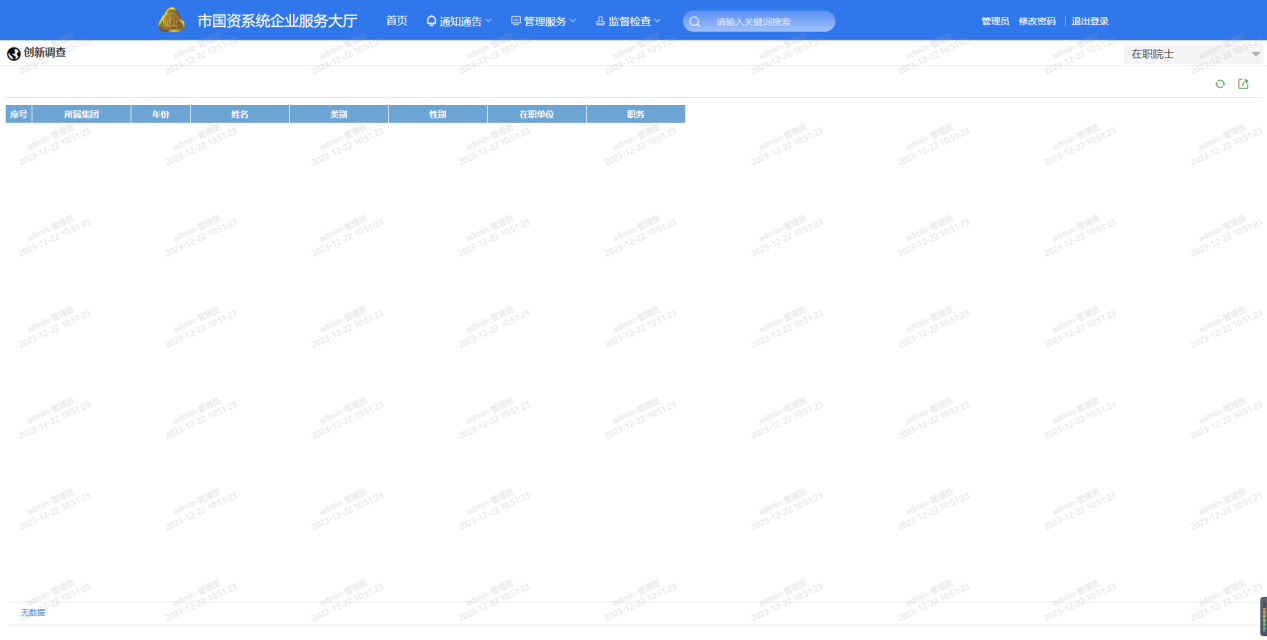 市国资系统企业服务大厅 首页 通知通告 管理服务 监督检查 请输入关键词搜索 管理员 修改密码 退出登录
创新调查 在职院士
序号 所属集团 年份 姓名 类别 性别 在职单位 职务
admin-管理员
2023-12-22 10:51:23
无数据